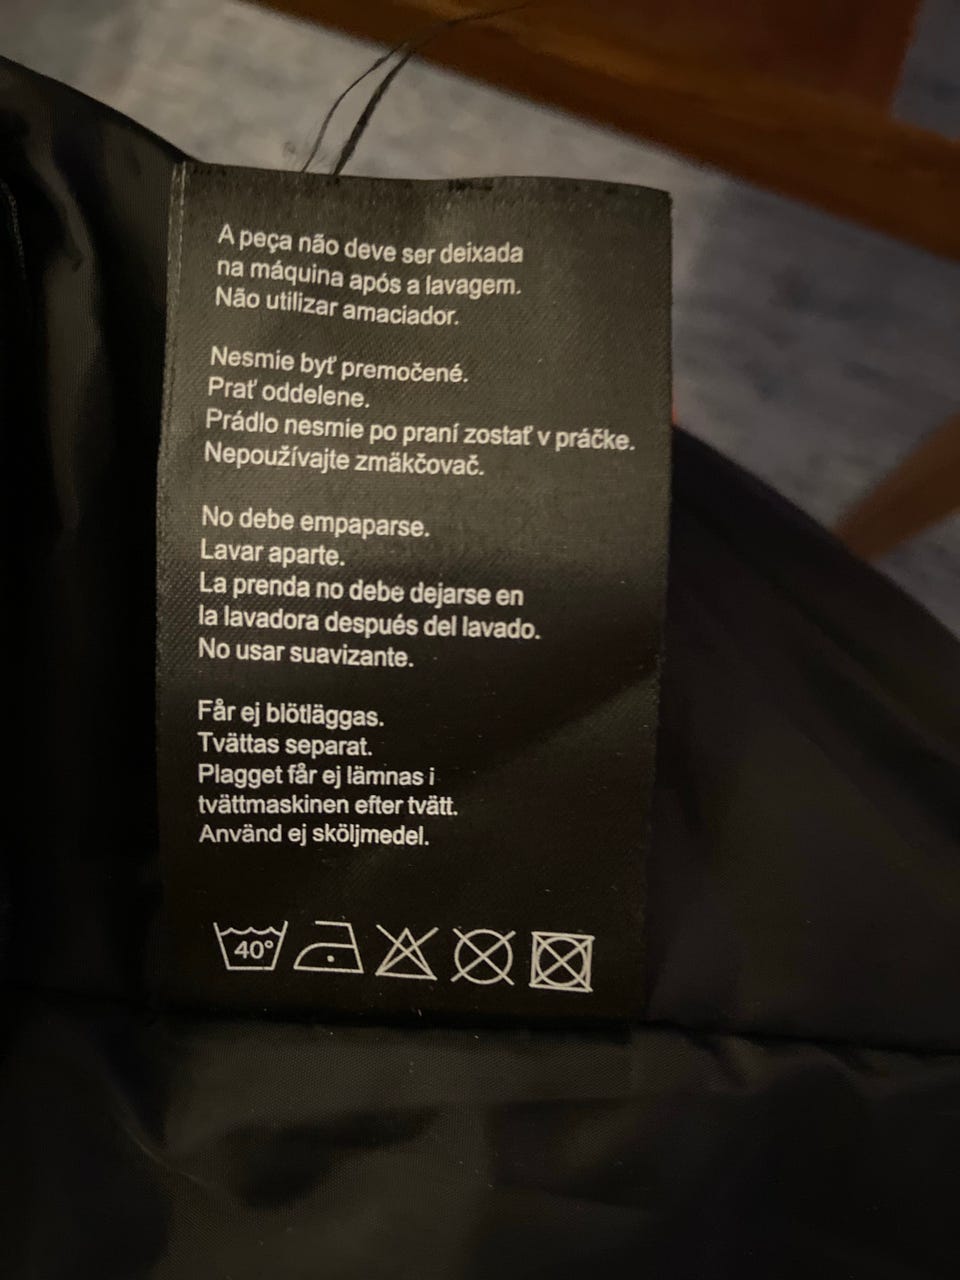 A peça não deve ser deixada
na máquina após a lavagem.
Não utilizar amaciador.
Nesmie byť premočené.
Prať oddelene.
Prádlo nesmie po praní zostať v práčke.
Nepoužívajte zmäkčovač.
No debe empaparse.
Lavar aparte.
La prenda no debe dejarse en
la lavadora después del lavado.
No usar suavizante.
Får ej blötläggas.
Tvättas separat.
Plagget får ej lämnas i
tvättmaskinen efter tvätt.
Använd ej sköljmedel.
40°